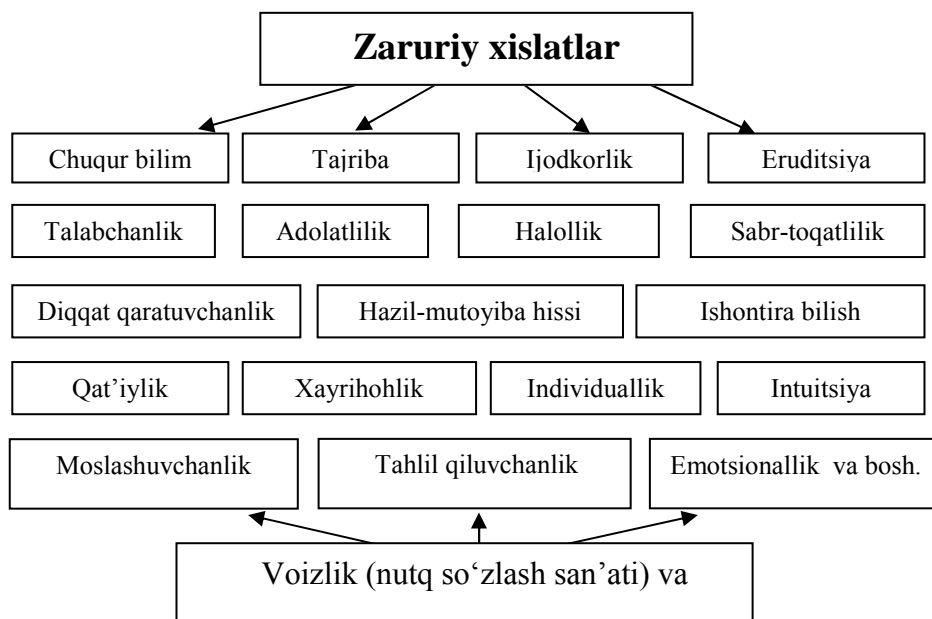 Zaruriy xislatlar
Chuqur bilim
Tajriba
Ijodkorlik
Eruditsiya
Talabchanlik
Adolatlilik
Halollik
Sabr-toqatlilik
Diqqat qaratuvchanlik
Hazil-mutoyiba hissi
Ishontira bilish
Qat’iylik
Xayrihohlik
Individuallik
Intuitsiya
Moslashuvchanlik
Tahlil qiluvchanlik
Emotsionallik va bosh.
Voizlik (nutq so‘zlash san’ati) va